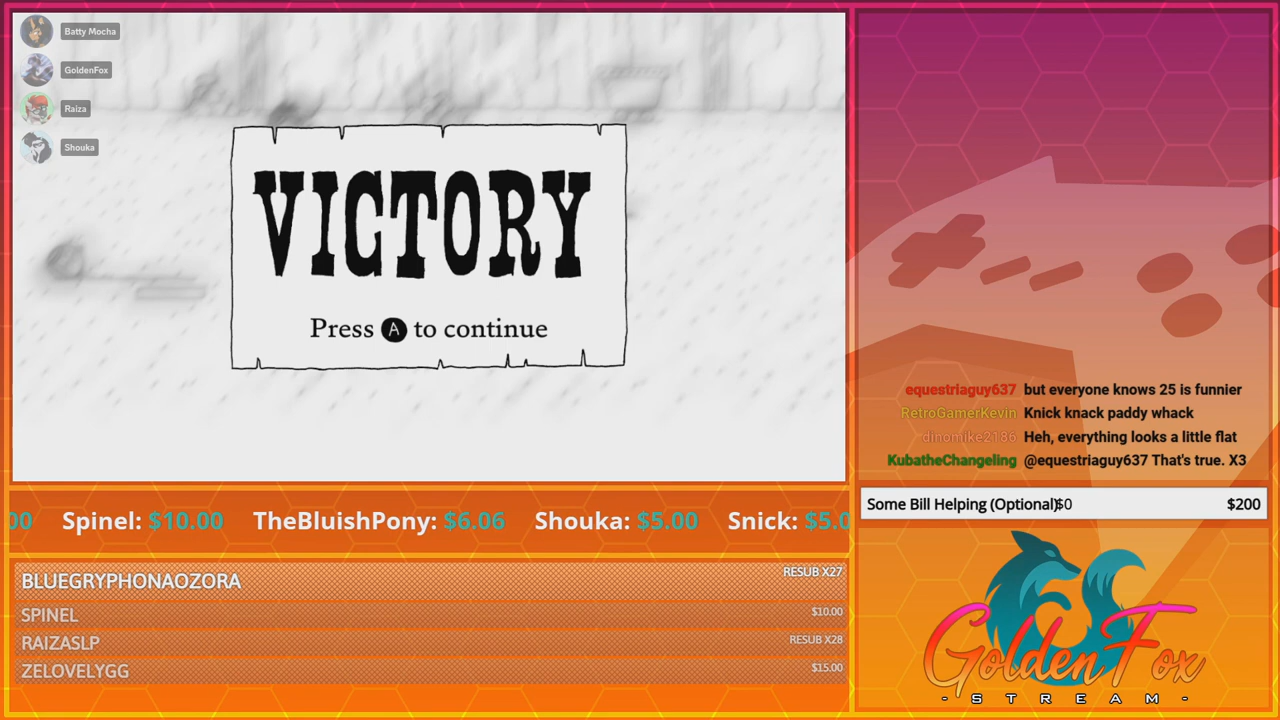 Batty Mocha
GoldenFox
Raiza
Shouka
VICTORY
Press A to continue
equestriaguy637 but everyone knows 25 is funnier
RetroGamerKevin Knick knack paddy whack
dinomike2186 Heh, everything looks a little flat
KubatheChangeling @equestriaguy637 That's true. X3
Some Bill Helping (Optional) $0 $200
00 Spinel: $10.00 TheBluishPony: $6.06 Shouka: $5.00 Snick: $5.0
BLUEGRYPHONAOZORA RESUB X27
SPINEL $10.00
RAIZASLP RESUB X28
ZELOVELYGG $15.00
GoldenFox
- STREAM -